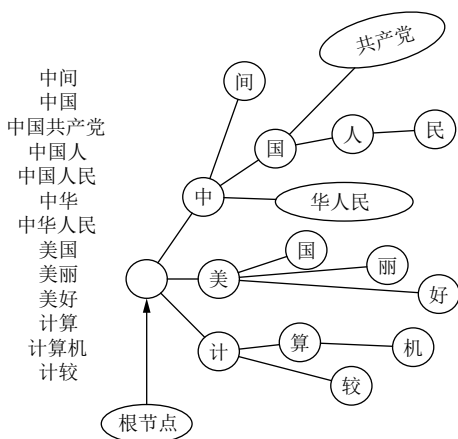 中间
中国
中国共产党
中国人
中国人民
中华
中华人民
美国
美丽
美好
计算
计算机
计较
共产党
间
国
人
民
中
华人民
国
美
丽
好
计
算
机
较
根节点